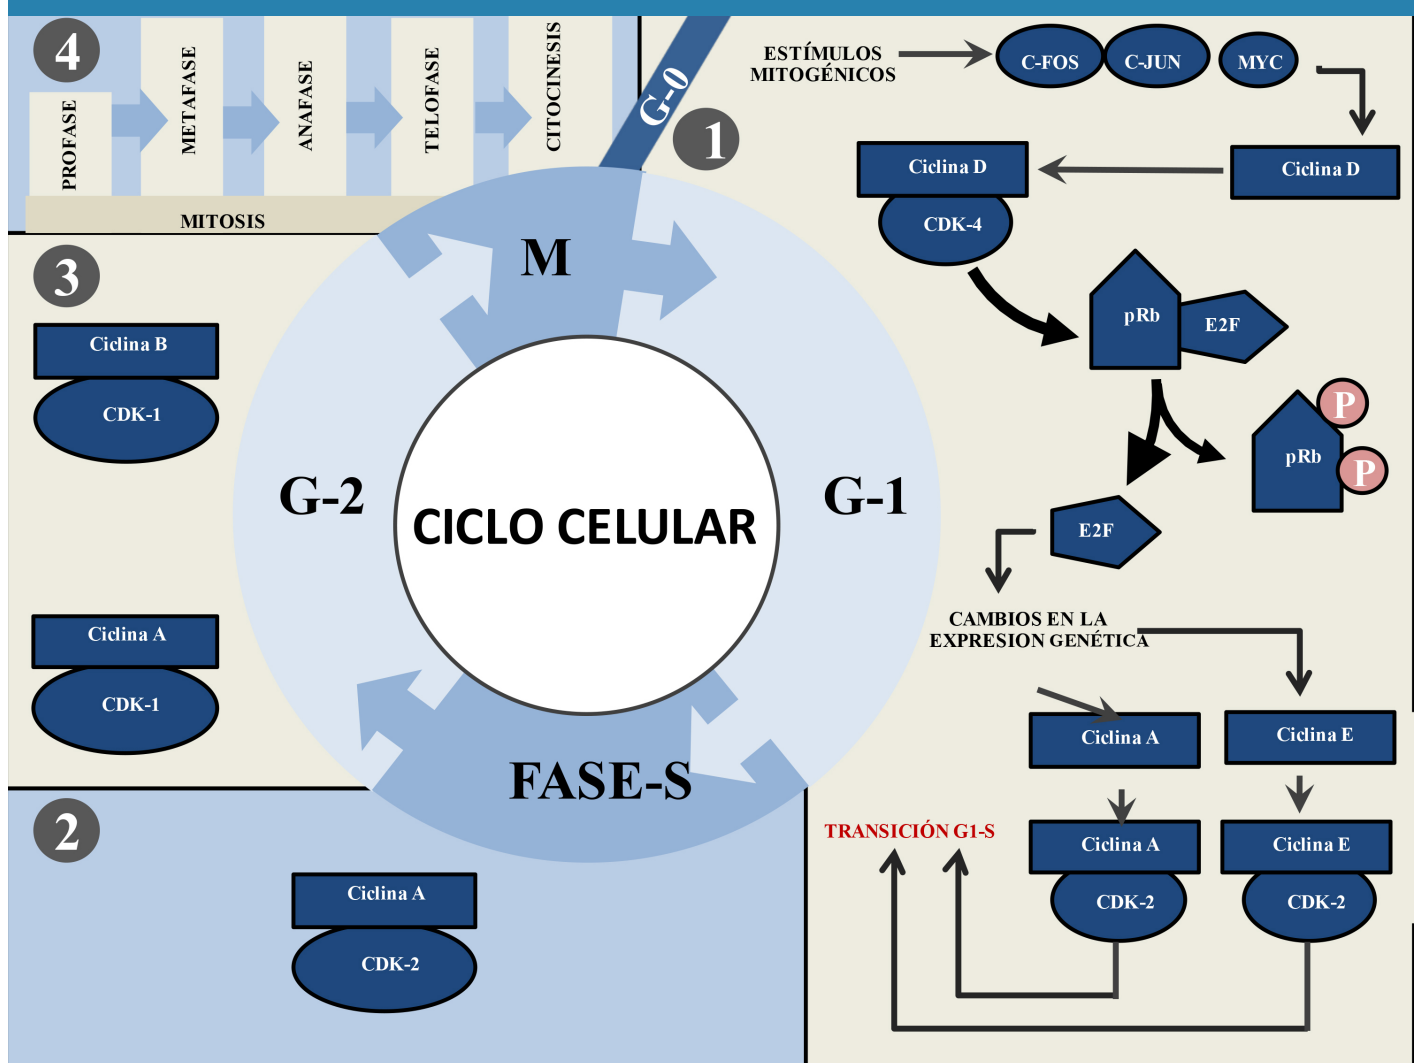 4
PROFASE
METAFASE
ANAFASE
TELOFASE
CITOCINESIS
MITOSIS
G-0
1
ESTÍMULOS
MITOGÉNICOS
C-FOS
C-JUN
MYC
Ciclina D
Ciclina D
CDK-4
pRb
E2F
P
P
pRb
E2F
CAMBIOS EN LA
EXPRESION GENÉTICA
Ciclina A
Ciclina E
TRANSICIÓN G1-S
Ciclina A
CDK-2
Ciclina E
CDK-2
3
Ciclina B
CDK-1
Ciclina A
CDK-1
M
G-2
CICLO CELULAR
G-1
FASE-S
2
Ciclina A
CDK-2